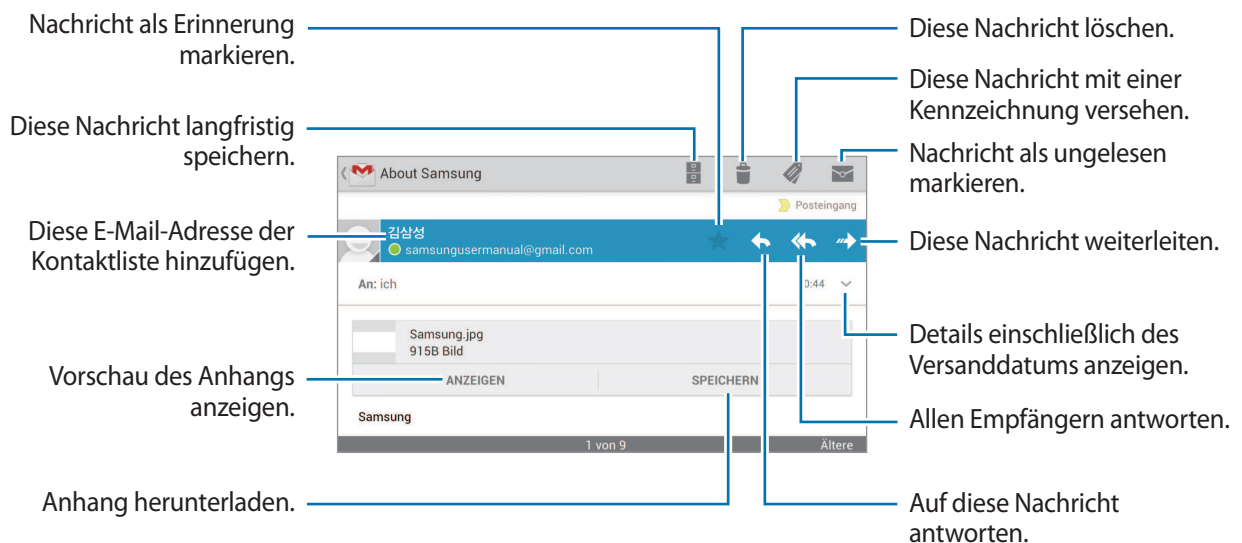 Nachricht als Erinnerung
markieren.
Diese Nachricht langfristig
speichern.
Diese E-Mail-Adresse der
Kontaktliste hinzufügen.
Vorschau des Anhangs
anzeigen.
Anhang herunterladen.
About Samsung
Posteingang
김삼성
samsungusermanual@gmail.com
An: ich
0:44
Samsung.jpg
915B Bild
ANZEIGEN
SPEICHERN
Samsung
1 von 9
Ältere
Diese Nachricht löschen.
Diese Nachricht mit einer
Kennzeichnung versehen.
Nachricht als ungelesen
markieren.
Diese Nachricht weiterleiten.
Details einschließlich des
Versanddatums anzeigen.
Allen Empfängern antworten.
Auf diese Nachricht
antworten.